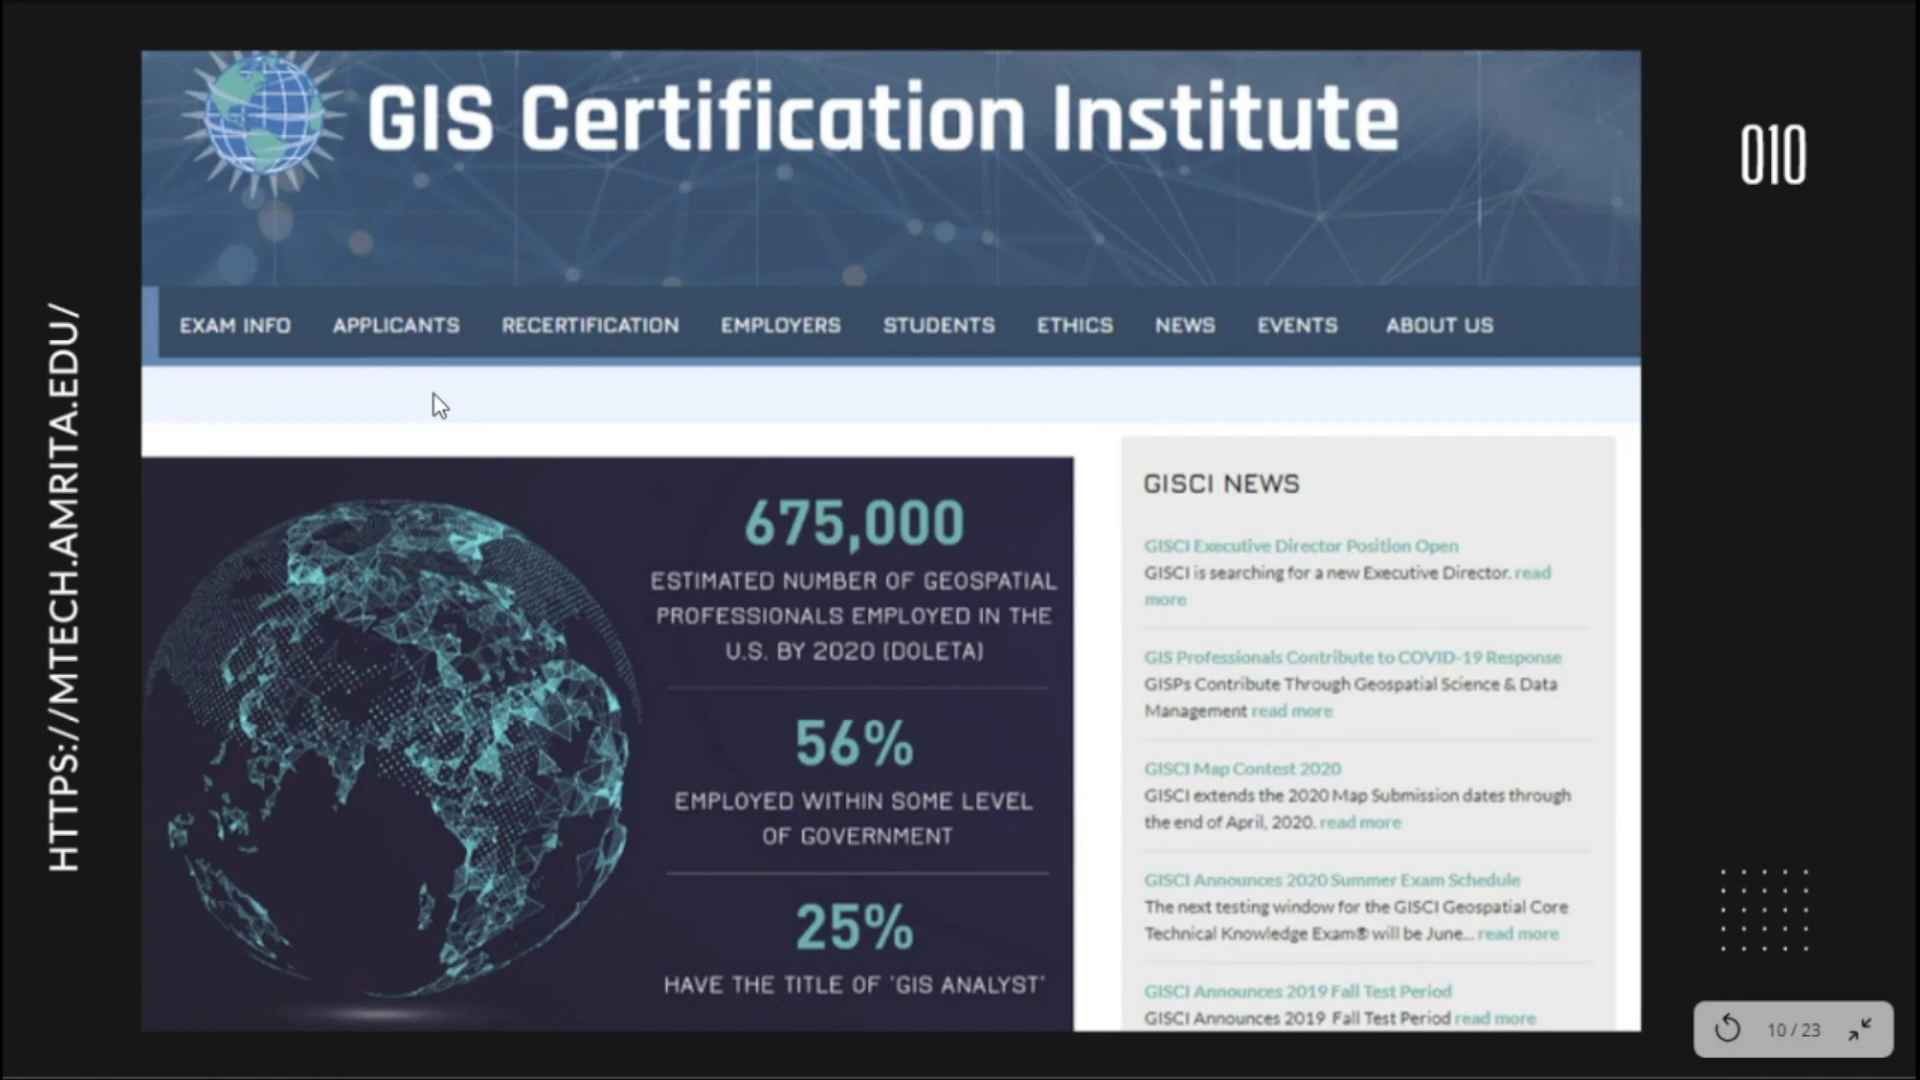 GIS Certification Institute
010
HTTPS://MTECH.AMRITA.EDU/
EXAM INFO APPLICANTS RECERTIFICATION EMPLOYERS STUDENTS ETHICS NEWS EVENTS ABOUT US
675,000
ESTIMATED NUMBER OF GEOSPATIAL
PROFESSIONALS EMPLOYED IN THE
U.S. BY 2020 (DOLETA)
56%
EMPLOYED WITHIN SOME LEVEL
OF GOVERNMENT
25%
HAVE THE TITLE OF 'GIS ANALYST'
GISCI NEWS
GISCI Executive Director Position Open
GISCI is searching for a new Executive Director. read
more
GIS Professionals Contribute to COVID-19 Response
GISPs Contribute Through Geospatial Science & Data
Management read more
GISCI Map Contest 2020
GISCI extends the 2020 Map Submission dates through
the end of April, 2020. read more
GISCI Announces 2020 Summer Exam Schedule
The next testing window for the GISCI Geospatial Core
Technical Knowledge Exam® will be June... read more
GISCI Announces 2019 Fall Test Period
GISCI Announces 2019 Fall Test Period read more
10 / 23